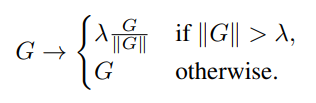 G → { λ G/‖G‖ if ‖G‖ > λ,
G otherwise.